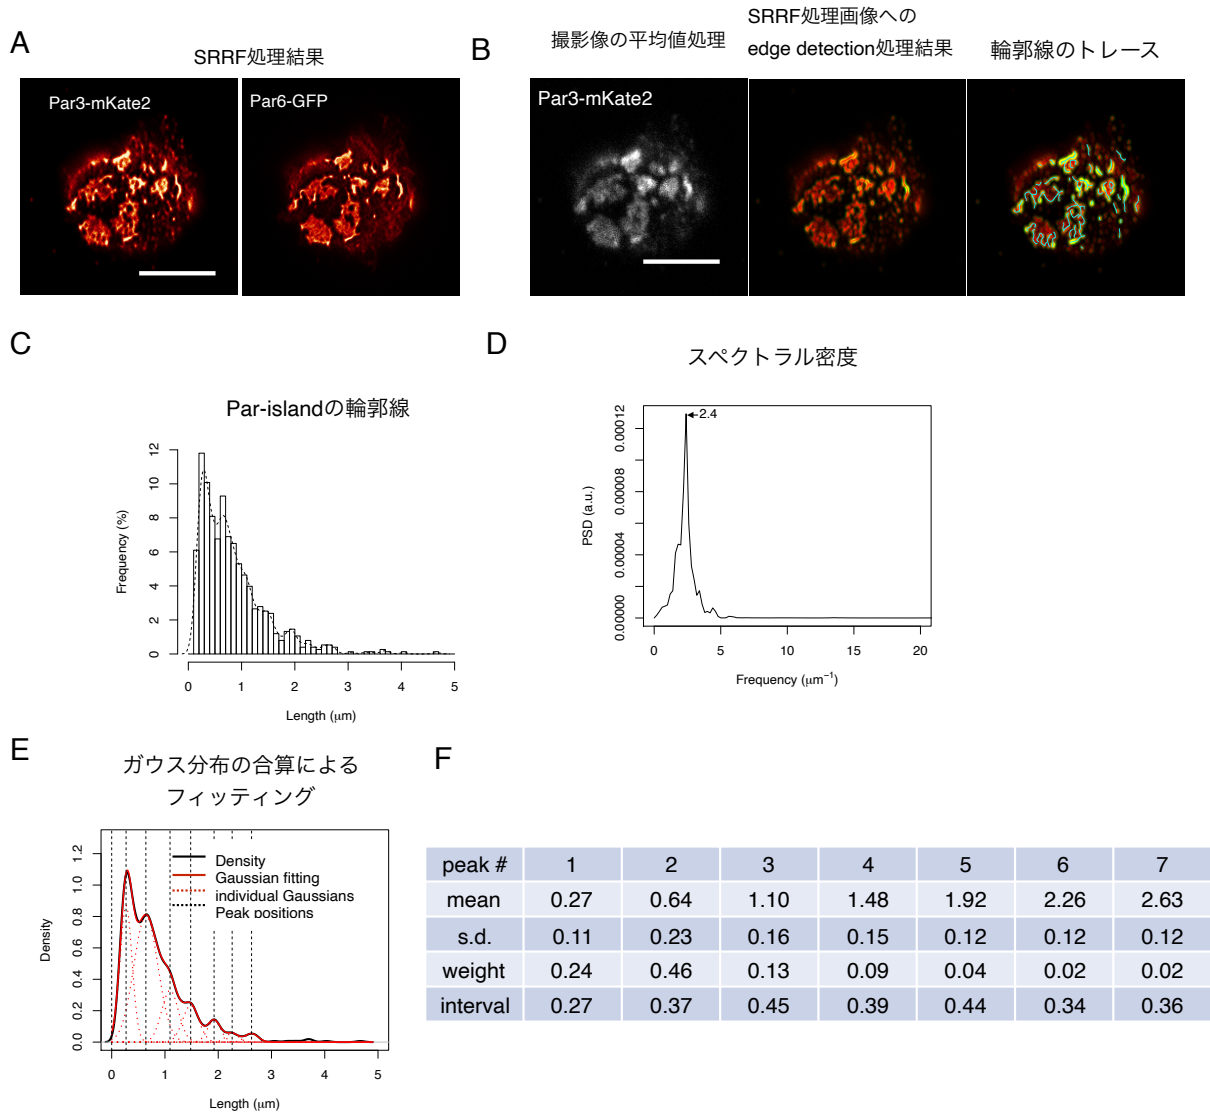 A
SRRF処理結果
Par3-mKate2
Par6-GFP
B
撮影像の平均値処理
SRRF処理画像への
edge detection処理結果
輪郭線のトレース
Par3-mKate2
C
Par-islandの輪郭線
Frequency (%)
12
10
8
6
4
2
0
0 1 2 3 4 5
Length (μm)
D
スペクトラル密度
PSD (a.u.)
0.00012
0.00008
0.00004
0.00000
2.4
0 5 10 15 20
Frequency (μm⁻¹)
E
ガウス分布の合算による
フィッティング
Density
1.2
1.0
0.8
0.6
0.4
0.2
0.0
Density
Gaussian fitting
individual Gaussians
Peak positions
0 1 2 3 4 5
Length (μm)
F
peak # 1 2 3 4 5 6 7
mean 0.27 0.64 1.10 1.48 1.92 2.26 2.63
s.d. 0.11 0.23 0.16 0.15 0.12 0.12 0.12
weight 0.24 0.46 0.13 0.09 0.04 0.02 0.02
interval 0.27 0.37 0.45 0.39 0.44 0.34 0.36